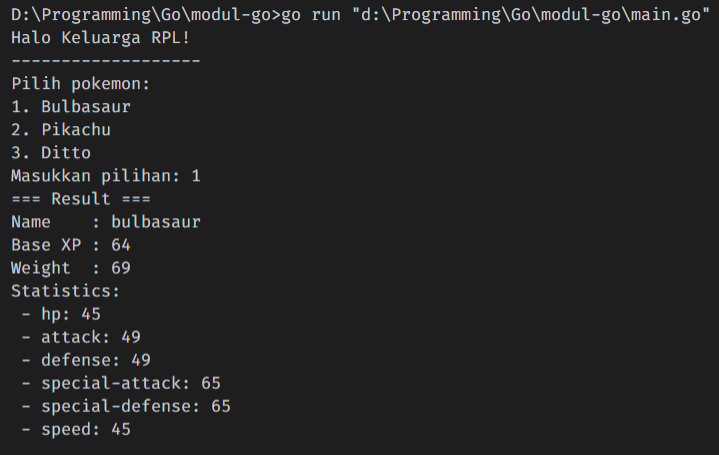 D:\Programming\Go\modul-go>go run "d:\Programming\Go\modul-go\main.go"
Halo Keluarga RPL!
-------------------
Pilih pokemon:
1. Bulbasaur
2. Pikachu
3. Ditto
Masukkan pilihan: 1
=== Result ===
Name    : bulbasaur
Base XP : 64
Weight  : 69
Statistics:
 - hp: 45
 - attack: 49
 - defense: 49
 - special-attack: 65
 - special-defense: 65
 - speed: 45